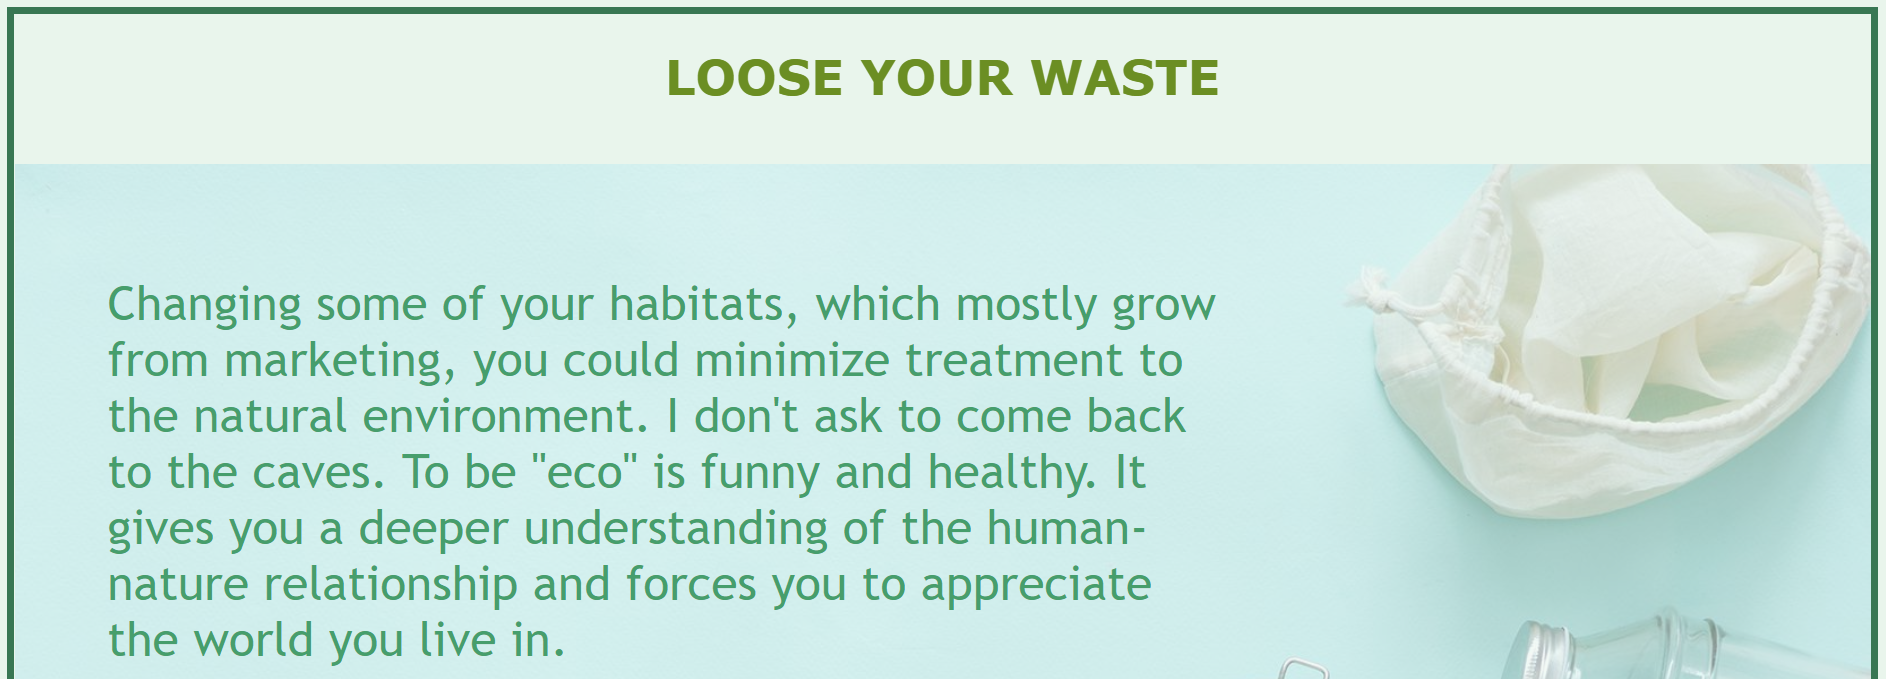 LOOSE YOUR WASTE
Changing some of your habitats, which mostly grow
from marketing, you could minimize treatment to
the natural environment. I don't ask to come back
to the caves. To be "eco" is funny and healthy. It
gives you a deeper understanding of the human-
nature relationship and forces you to appreciate
the world you live in.